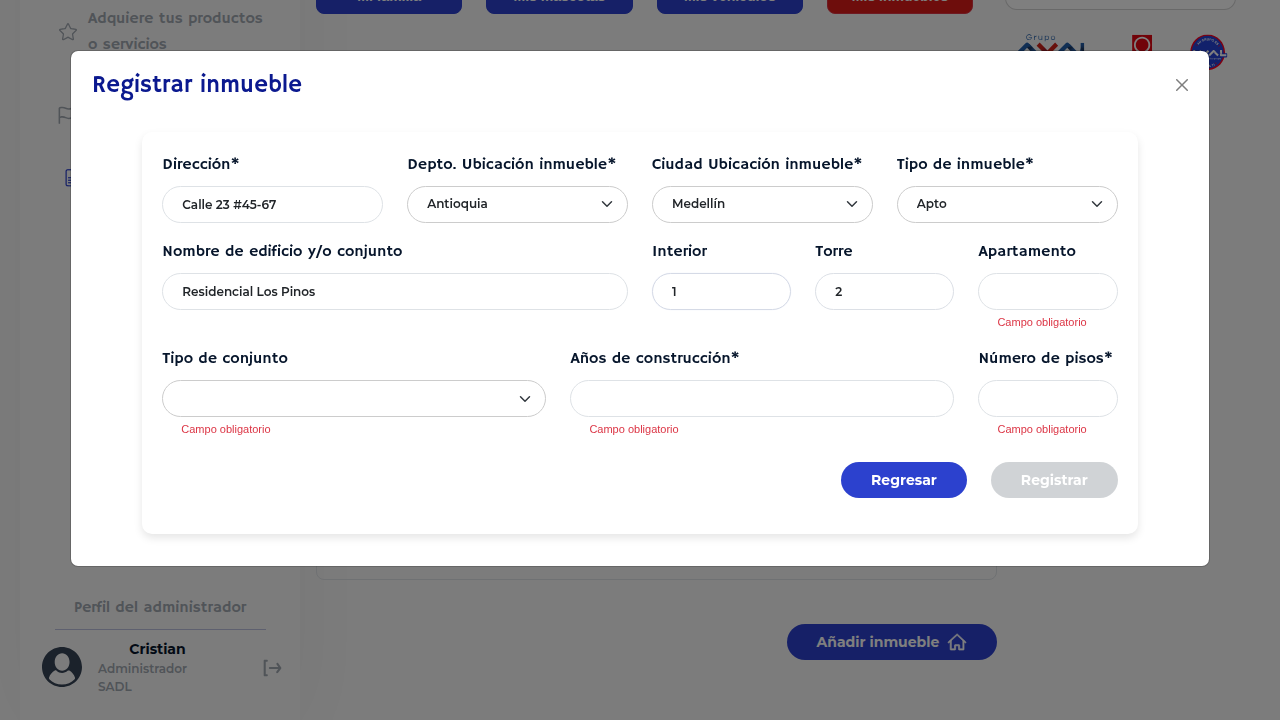 Adquiere tus productos
o servicios
Grupo
Registrar inmueble
Dirección*
Depto. Ubicación inmueble*
Ciudad Ubicación inmueble*
Tipo de inmueble*
Calle 23 #45-67
Antioquia
Medellín
Apto
Nombre de edificio y/o conjunto
Interior
Torre
Apartamento
Residencial Los Pinos
1
2
Campo obligatorio
Tipo de conjunto
Años de construcción*
Número de pisos*
Campo obligatorio
Campo obligatorio
Campo obligatorio
Regresar
Registrar
Perfil del administrador
Cristian
Administrador
SADL
Añadir inmueble